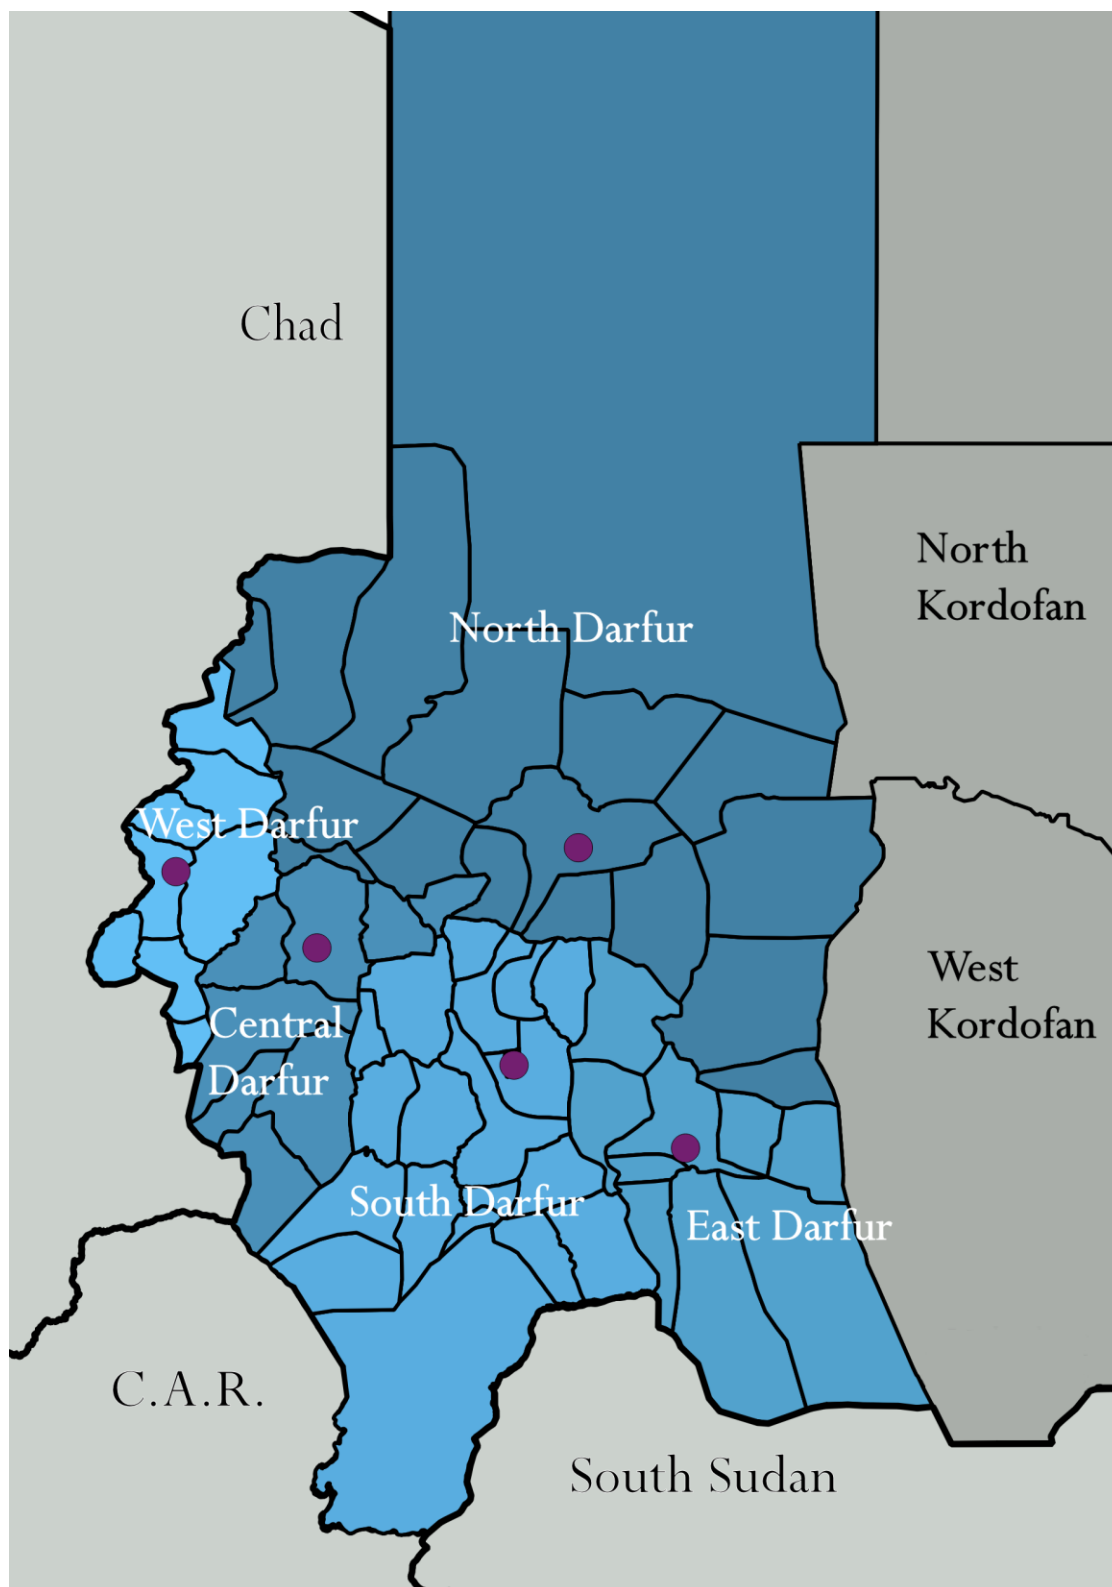 Chad
North
Kordofan
North Darfur
West Darfur
West
Kordofan
Central
Darfur
South Darfur
East Darfur
C.A.R.
South Sudan